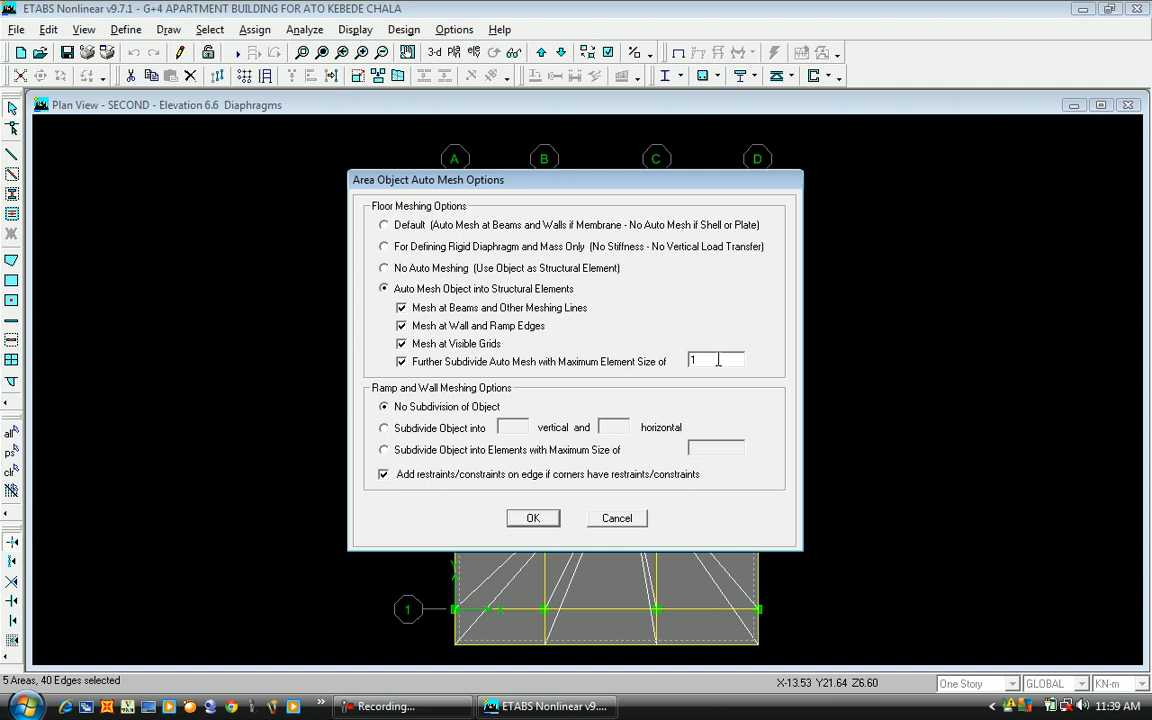 ETABS Nonlinear v9.7.1 - G+4 APARTMENT BUILDING FOR ATO KEBEDE CHALA
File Edit View Define Draw Select Assign Analyze Display Design Options Help
3-d
Plan View - SECOND - Elevation 6.6 Diaphragms
A B C D
Area Object Auto Mesh Options
Floor Meshing Options
Default (Auto Mesh at Beams and Walls if Membrane - No Auto Mesh if Shell or Plate)
For Defining Rigid Diaphragm and Mass Only (No Stiffness - No Vertical Load Transfer)
No Auto Meshing (Use Object as Structural Element)
Auto Mesh Object into Structural Elements
Mesh at Beams and Other Meshing Lines
Mesh at Wall and Ramp Edges
Mesh at Visible Grids
Further Subdivide Auto Mesh with Maximum Element Size of 1
Ramp and Wall Meshing Options
No Subdivision of Object
Subdivide Object into vertical and horizontal
Subdivide Object into Elements with Maximum Size of
Add restraints/constraints on edge if corners have restraints/constraints
OK Cancel
all
ps
clr
Y
X
1
5 Areas, 40 Edges selected
X-13.53 Y21.64 Z6.60
One Story GLOBAL KN-m
Recording...
ETABS Nonlinear v9....
11:39 AM